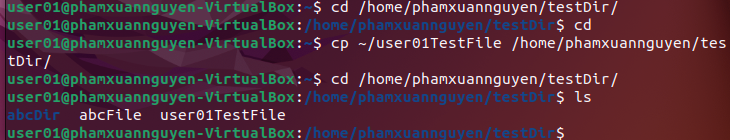 user01@phamxuannguyen-VirtualBox:~$ cd /home/phamxuannguyen/testDir/
user01@phamxuannguyen-VirtualBox:/home/phamxuannguyen/testDir$ cd
user01@phamxuannguyen-VirtualBox:~$ cp ~/user01TestFile /home/phamxuannguyen/tes
tDir/
user01@phamxuannguyen-VirtualBox:~$ cd /home/phamxuannguyen/testDir/
user01@phamxuannguyen-VirtualBox:/home/phamxuannguyen/testDir$ ls
abcDir  abcFile  user01TestFile
user01@phamxuannguyen-VirtualBox:/home/phamxuannguyen/testDir$